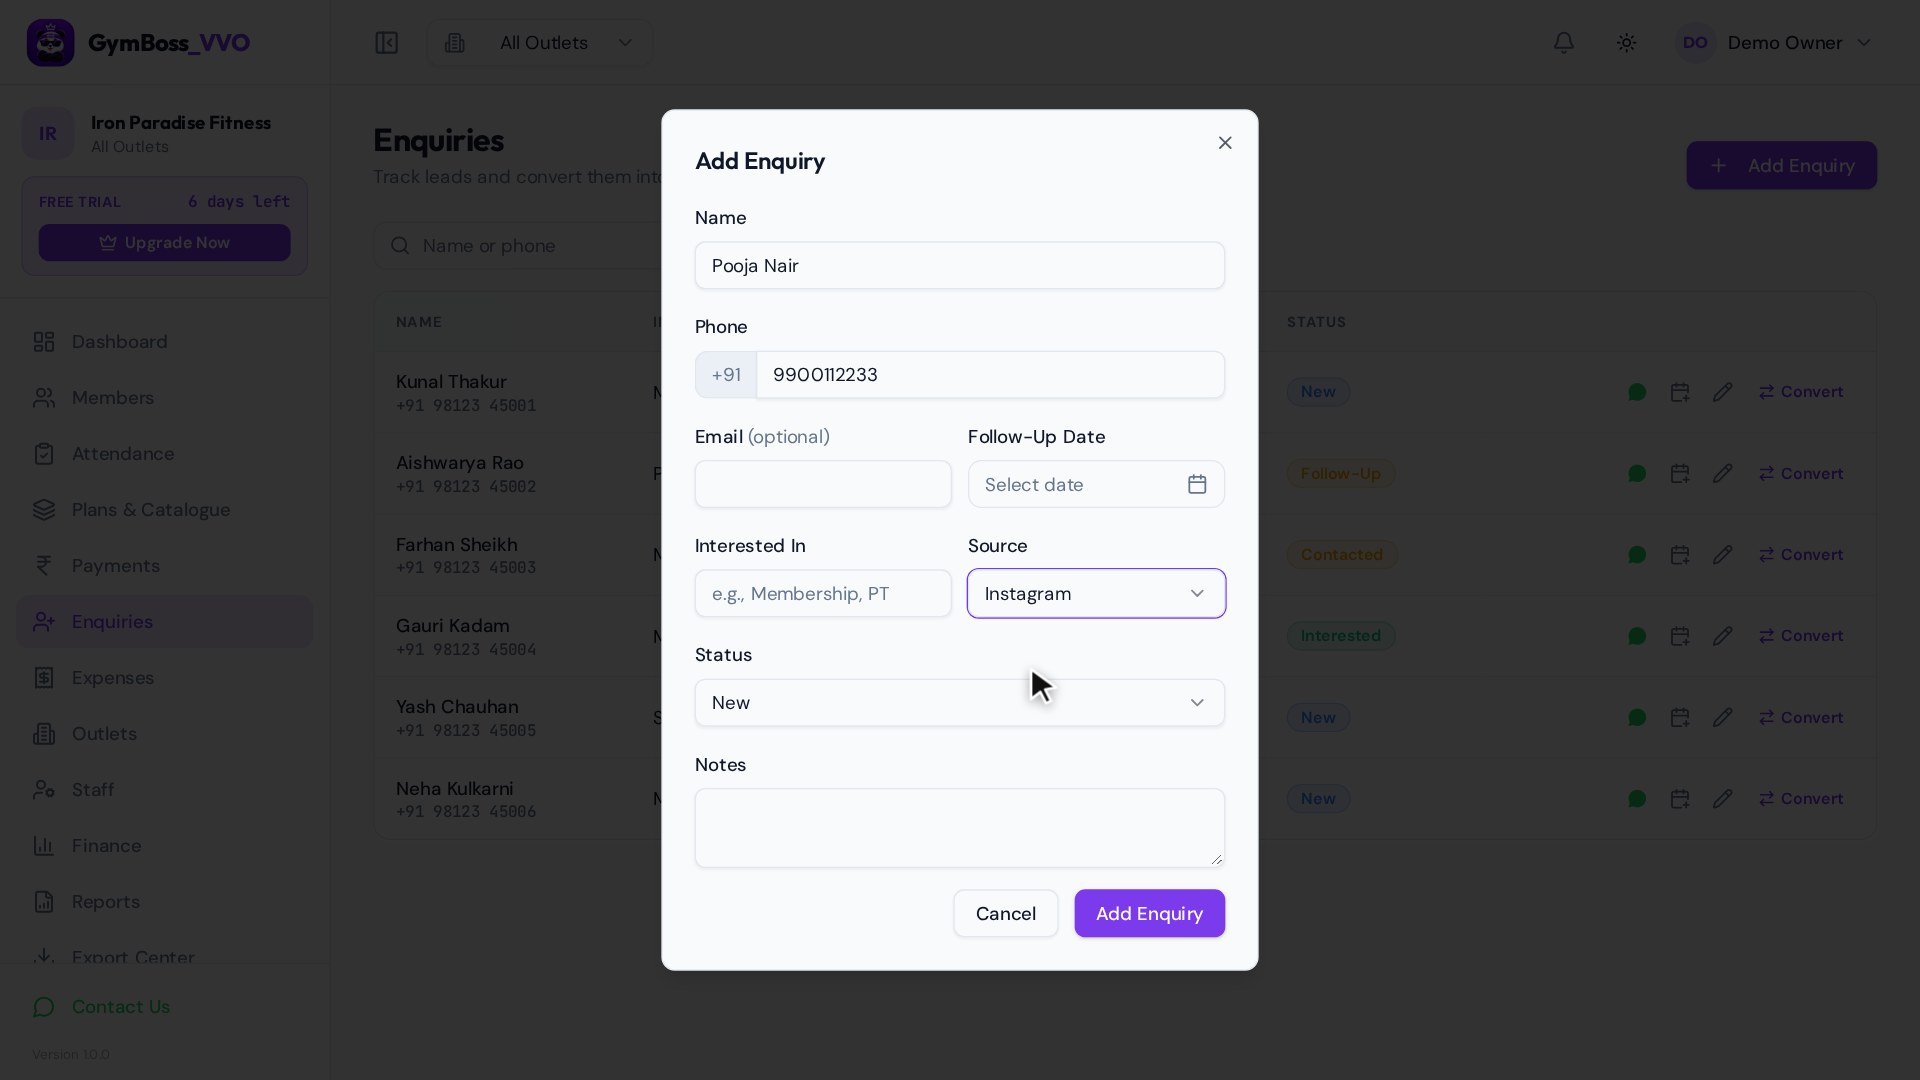 GymBoss_VVO
All Outlets
DO Demo Owner
IR Iron Paradise Fitness
All Outlets
FREE TRIAL 6 days left
Upgrade Now
Dashboard
Members
Attendance
Plans & Catalogue
Payments
Enquiries
Expenses
Outlets
Staff
Finance
Reports
Export Center
Contact Us
Version 1.0.0
Enquiries
Track leads and convert them
Add Enquiry
Name or phone
NAME STATUS
Kunal Thakur
+91 98123 45001
New Convert
Aishwarya Rao
+91 98123 45002
Follow-Up Convert
Farhan Sheikh
+91 98123 45003
Contacted Convert
Gauri Kadam
+91 98123 45004
Interested Convert
Yash Chauhan
+91 98123 45005
New Convert
Neha Kulkarni
+91 98123 45006
New Convert
Add Enquiry
Name
Pooja Nair
Phone
+91 9900112233
Email (optional) Follow-Up Date
Select date
Interested In Source
e.g., Membership, PT Instagram
Status
New
Notes
Cancel Add Enquiry